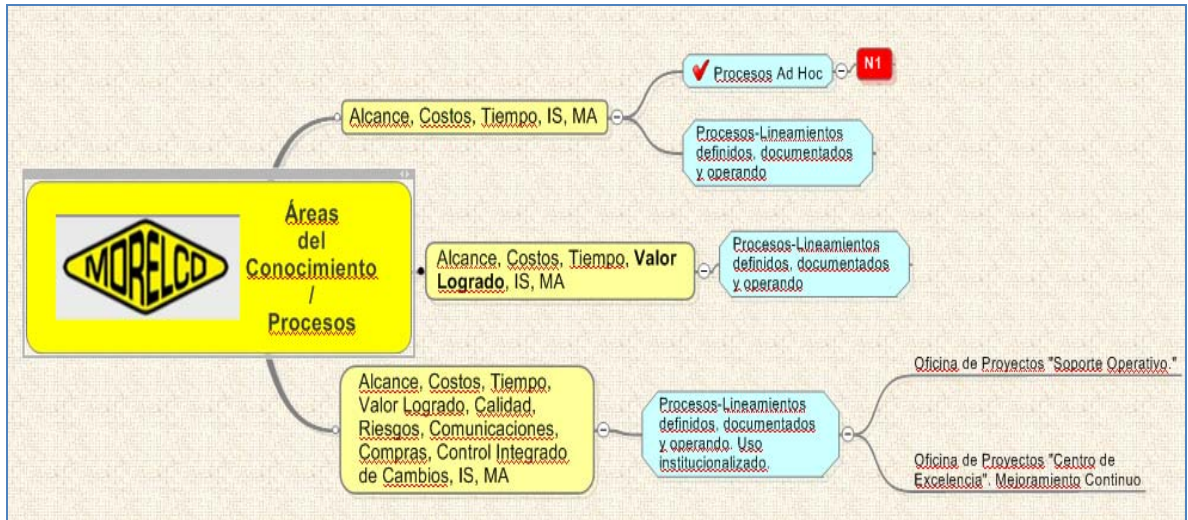 MORELCO
Áreas
del
Conocimiento
/
Procesos
Alcance, Costos, Tiempo, IS, MA
Procesos Ad Hoc
N1
Procesos-Lineamientos
definidos, documentados
y operando
Alcance, Costos, Tiempo, Valor
Logrado, IS, MA
Procesos-Lineamientos
definidos, documentados
y operando
Alcance, Costos, Tiempo,
Valor Logrado, Calidad,
Riesgos, Comunicaciones,
Compras, Control Integrado
de Cambios, IS, MA
Procesos-Lineamientos
definidos, documentados
y operando. Uso
institucionalizado.
Oficina de Proyectos "Soporte Operativo."
Oficina de Proyectos "Centro de
Excelencia". Mejoramiento Continuo